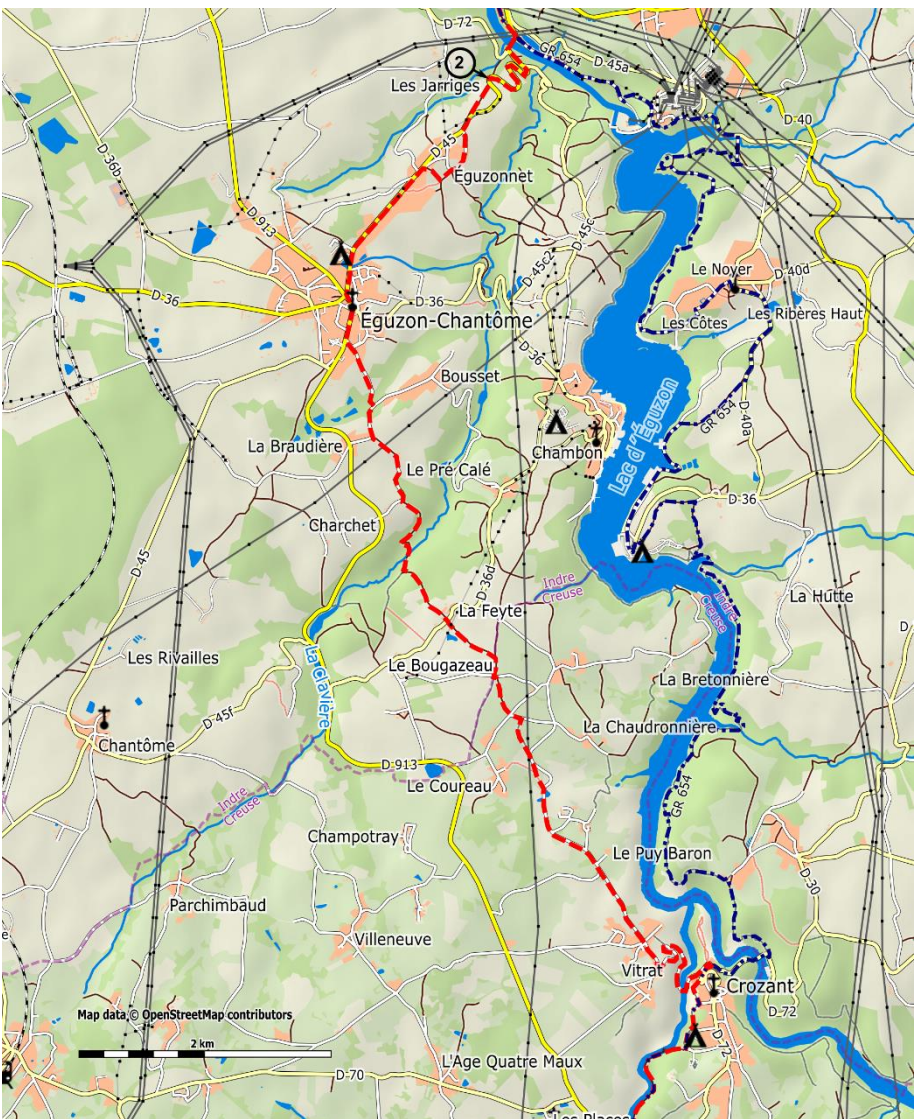 D 72
GR 654
D 45a
2
Les Jarriges
D 40
D 36b
D 45
Éguzonnet
D 913
D 45c
D 45c2
Le Noyer
D 40d
D 36
D 36
Les Côtes
Les Ribères Haut
Éguzon-Chantôme
D 36
Bousset
Lac d'Éguzon
GR 654
D 40a
La Braudière
Chambon
Le Pré Calé
D 36
Charchet
D 45
D 36d
Indre
Creuse
Indre
Creuse
La Hutte
La Feyte
D
Les Rivailles
La Clavière
Le Bougazeau
La Bretonnière
D 45f
La Chaudronnière
Chantôme
D 913
Le Coureau
Indre
Creuse
GR 654
Champotray
Le Puy Baron
D 30
Parchimbaud
e
Villeneuve
Vitrat
Crozant
Map data © OpenStreetMap contributors
D 72
2 km
D 72
L'Age Quatre Maux
D 70
Les Places